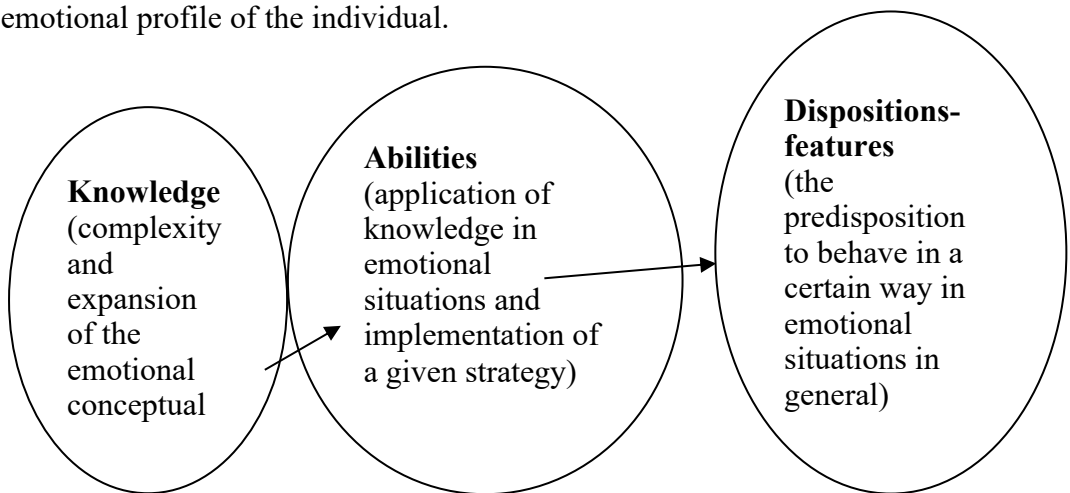 emotional profile of the individual.
Knowledge
(complexity
and
expansion
of the
emotional
conceptual
Abilities
(application of
knowledge in
emotional
situations and
implementation of
a given strategy)
Dispositions-
features
(the
predisposition
to behave in a
certain way in
emotional
situations in
general)